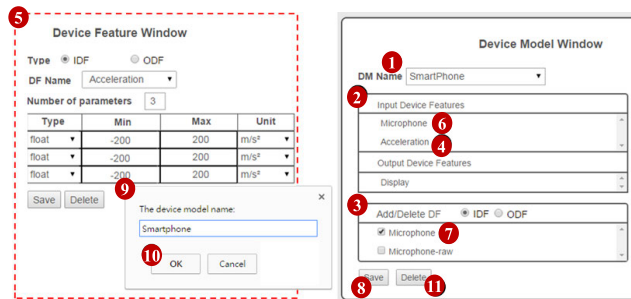 5
Device Feature Window
Type IDF ODF
DF Name Acceleration
Number of parameters 3
Type Min Max Unit
float -200 200 m/s²
float -200 200 m/s²
float -200 200 m/s²
Save Delete
9
The device model name:
Smartphone
10
OK Cancel
Device Model Window
1
DM Name SmartPhone
2
Input Device Features
Microphone 6
Acceleration 4
Output Device Features
Display
3
Add/Delete DF IDF ODF
Microphone 7
Microphone-raw
Save Delete
8 11